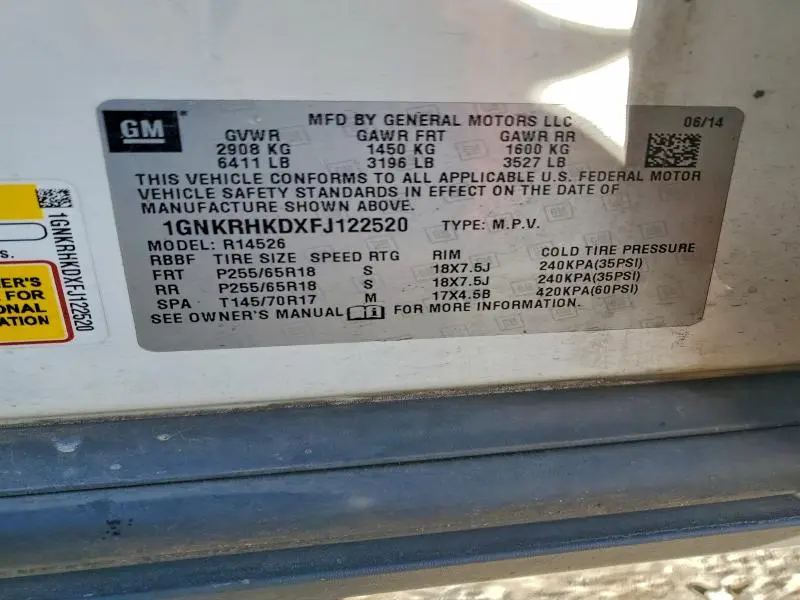 GM
MFD BY GENERAL MOTORS LLC 06/14
GVWR GAWR FRT GAWR RR
2908 KG 1450 KG 1600 KG
6411 LB 3196 LB 3527 LB
THIS VEHICLE CONFORMS TO ALL APPLICABLE U.S. FEDERAL MOTOR
VEHICLE SAFETY STANDARDS IN EFFECT ON THE DATE OF
MANUFACTURE SHOWN ABOVE.
1GNKRHKDXFJ122520 TYPE: M.P.V.
MODEL: R14526
RBBF TIRE SIZE SPEED RTG RIM COLD TIRE PRESSURE
FRT P255/65R18 S 18X7.5J 240KPA(35PSI)
RR P255/65R18 S 18X7.5J 240KPA(35PSI)
SPA T145/70R17 M 17X4.5B 420KPA(60PSI)
SEE OWNER'S MANUAL FOR MORE INFORMATION.
1GNKRHKDXFJ122520
s.
ER'S
FOR
ONAL
ATION